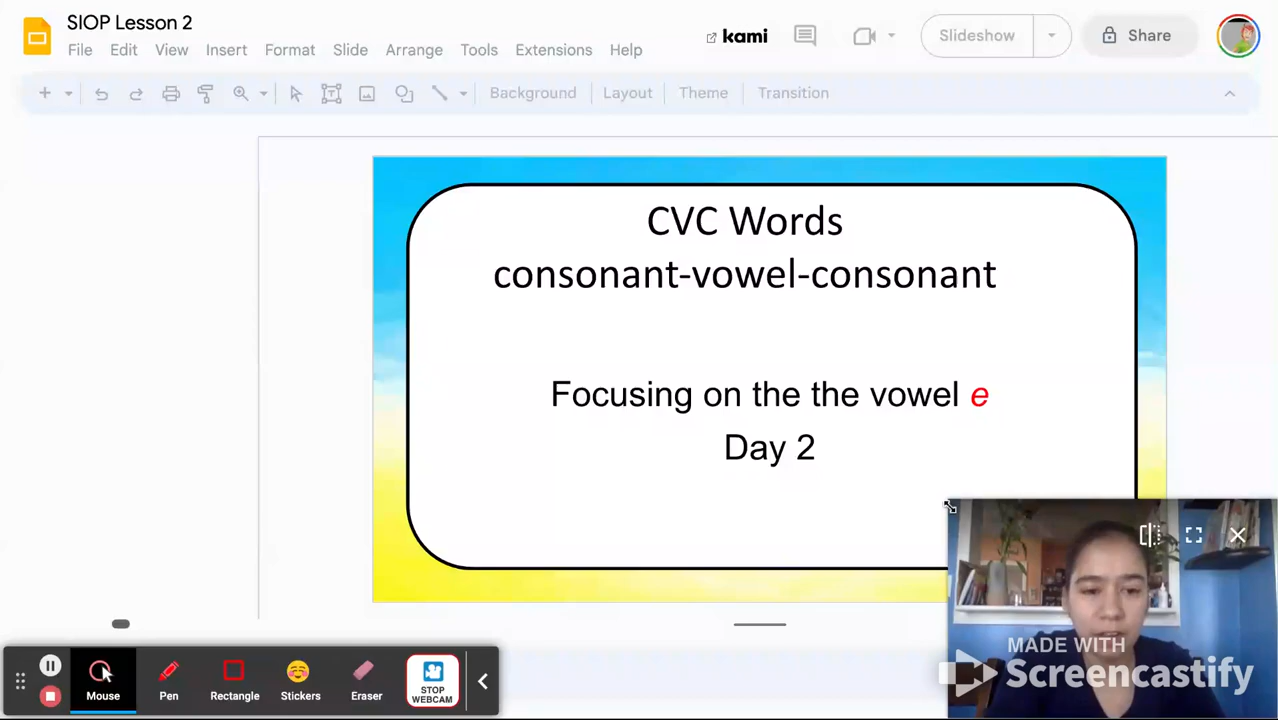 SIOP Lesson 2
File Edit View Insert Format Slide Arrange Tools Extensions Help
kami
Slideshow
Share
Background Layout Theme Transition
CVC Words
consonant-vowel-consonant
Focusing on the the vowel e
Day 2
Mouse Pen Rectangle Stickers Eraser
STOP
WEBCAM
MADE WITH
Screencastify